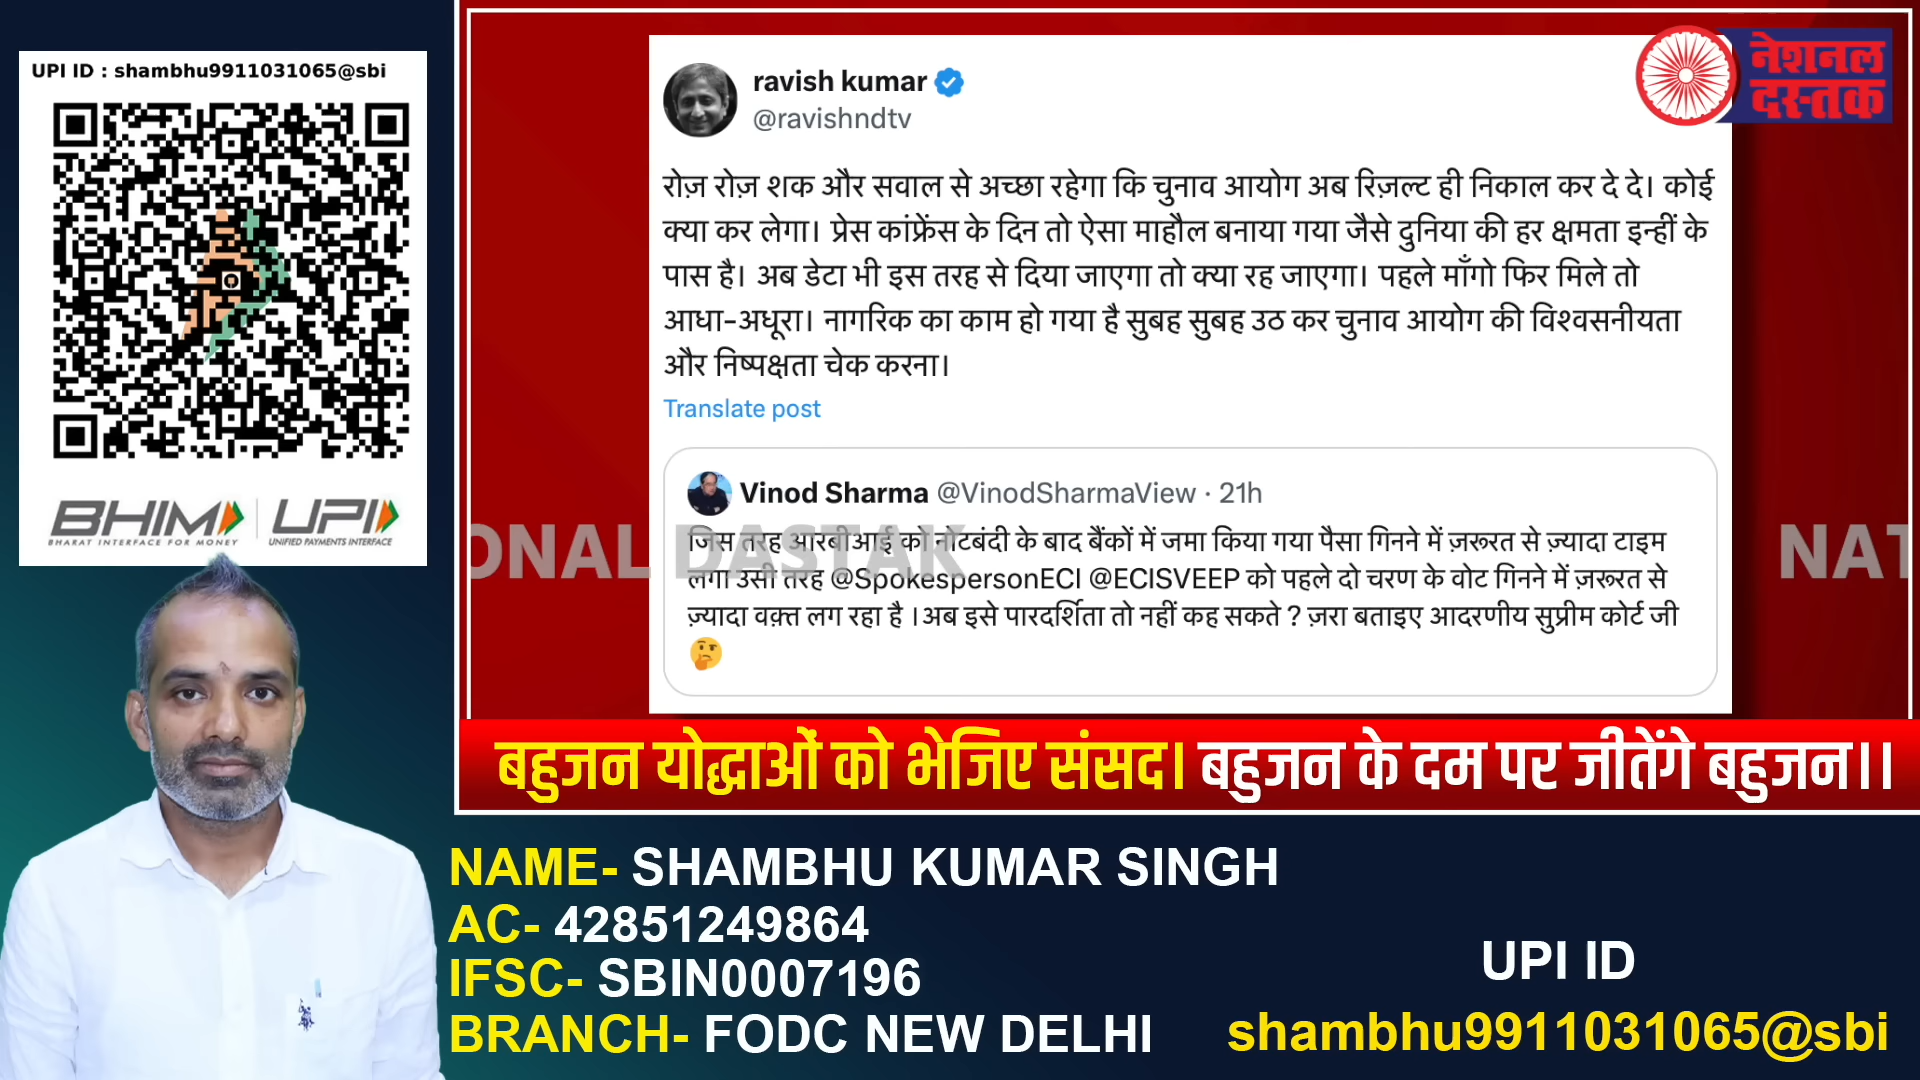 UPI ID : shambhu9911031065@sbi
BHIM
BHARAT INTERFACE FOR MONEY
UPI
UNIFIED PAYMENTS INTERFACE
नेशनल
दस्तक
ravish kumar
@ravishndtv
रोज़ रोज़ शक और सवाल से अच्छा रहेगा कि चुनाव आयोग अब रिज़ल्ट ही निकाल कर दे दे। कोई
क्या कर लेगा। प्रेस कांफ्रेंस के दिन तो ऐसा माहौल बनाया गया जैसे दुनिया की हर क्षमता इन्हीं के
पास है। अब डेटा भी इस तरह से दिया जाएगा तो क्या रह जाएगा। पहले माँगो फिर मिले तो
आधा-अधूरा। नागरिक का काम हो गया है सुबह सुबह उठ कर चुनाव आयोग की विश्वसनीयता
और निष्पक्षता चेक करना।
Translate post
Vinod Sharma @VinodSharmaView · 21h
जिस तरह आरबीआई को नोटबंदी के बाद बैंकों में जमा किया गया पैसा गिनने में ज़रूरत से ज़्यादा टाइम
लगा उसी तरह @SpokespersonECI @ECISVEEP को पहले दो चरण के वोट गिनने में ज़रूरत से
ज़्यादा वक़्त लग रहा है ।अब इसे पारदर्शिता तो नहीं कह सकते ? ज़रा बताइए आदरणीय सुप्रीम कोर्ट जी
🤔
ONAL DASTAK
NAT
बहुजन योद्धाओं को भेजिए संसद। बहुजन के दम पर जीतेंगे बहुजन।।
NAME- SHAMBHU KUMAR SINGH
AC- 42851249864
IFSC- SBIN0007196
BRANCH- FODC NEW DELHI
UPI ID
shambhu9911031065@sbi